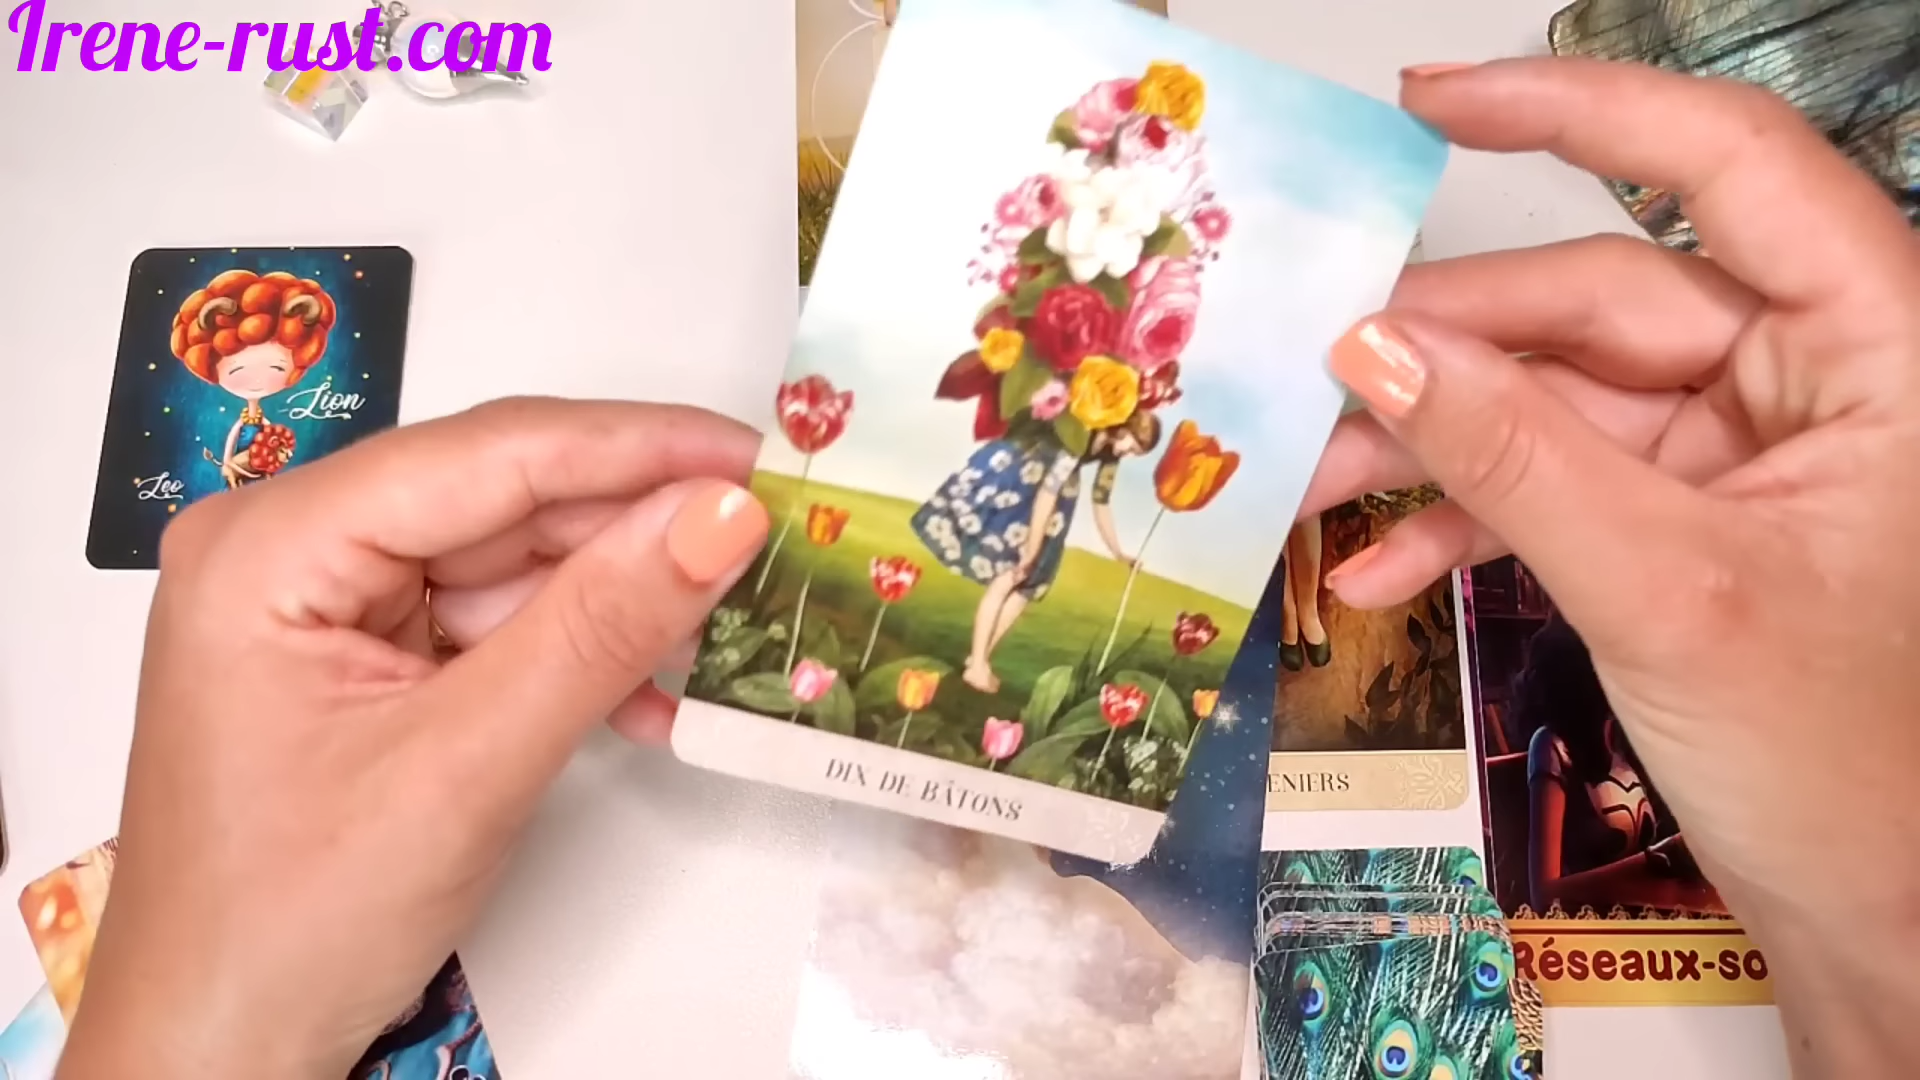 Irene-rust.com
Lion
Leo
DIX DE BÂTONS
ENIERS
Réseaux-so